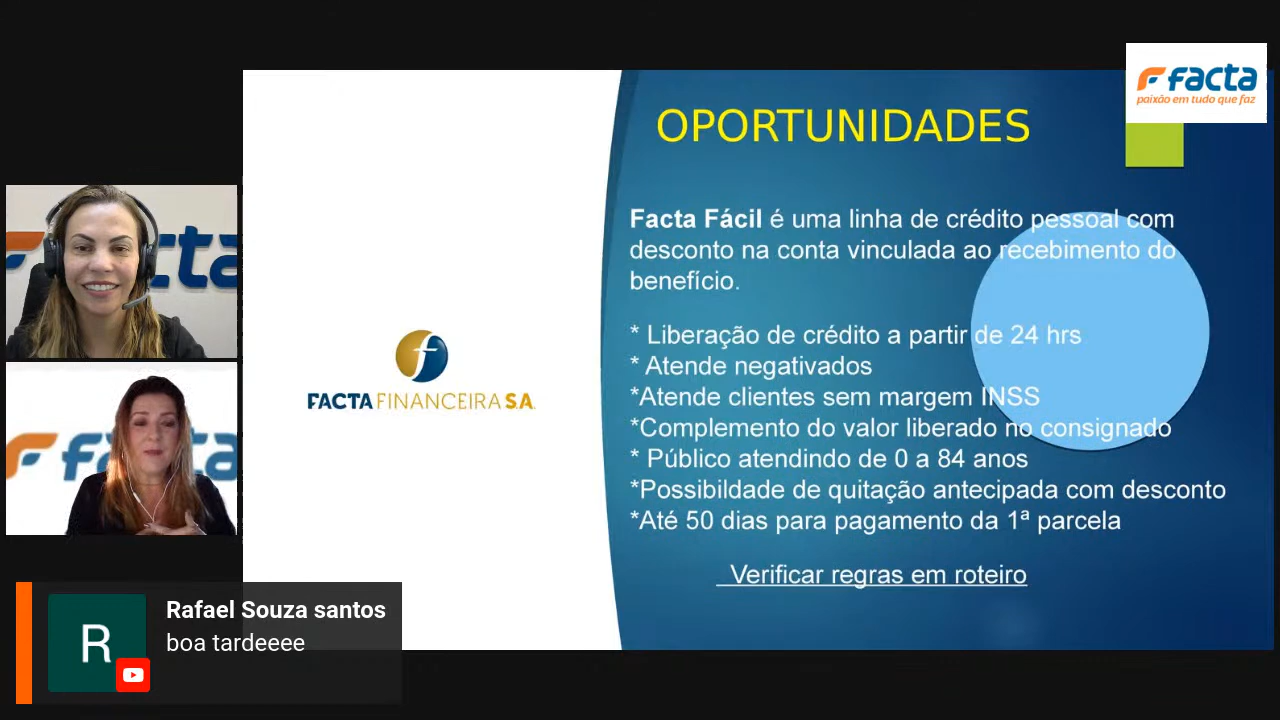 facta
paixão em tudo que faz
OPORTUNIDADES
Facta Fácil é uma linha de crédito pessoal com
desconto na conta vinculada ao recebimento do
benefício.
* Liberação de crédito a partir de 24 hrs
* Atende negativados
*Atende clientes sem margem INSS
*Complemento do valor liberado no consignado
* Público atendindo de 0 a 84 anos
*Possibildade de quitação antecipada com desconto
*Até 50 dias para pagamento da 1ª parcela
Verificar regras em roteiro
f
FACTA FINANCEIRA S.A.
facta
facta
R
Rafael Souza santos
boa tardeeee